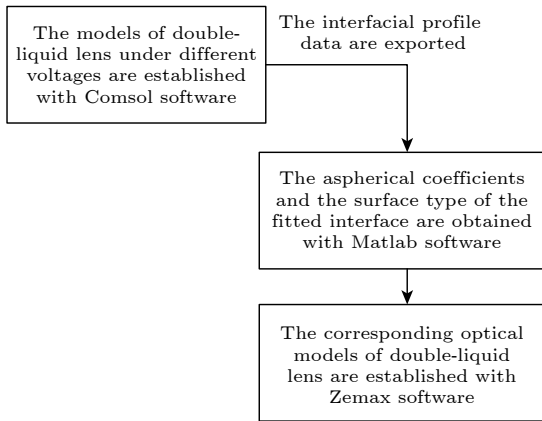 The models of double-
liquid lens under different
voltages are established
with Comsol software
The interfacial profile
data are exported
The aspherical coefficients
and the surface type of the
fitted interface are obtained
with Matlab software
The corresponding optical
models of double-liquid
lens are established with
Zemax software